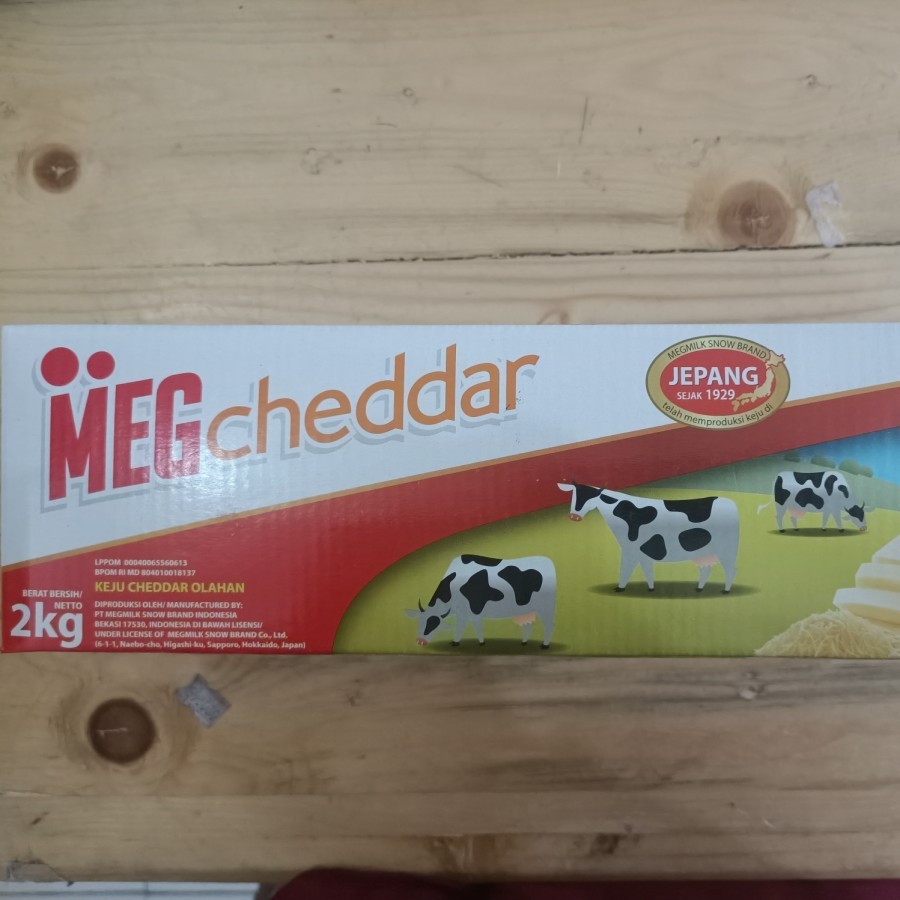 MEG cheddar
MEGMILK SNOW BRAND
JEPANG
SEJAK 1929
telah memproduksi keju di
LPPOM 00040065560613
BPOM RI MD 804010018137
KEJU CHEDDAR OLAHAN
BERAT BERSIH/
NETTO
2kg
DIPRODUKSI OLEH/ MANUFACTURED BY:
PT MEGMILK SNOW BRAND INDONESIA
BEKASI 17530, INDONESIA DI BAWAH LISENSI/
UNDER LICENSE OF MEGMILK SNOW BRAND Co., Ltd.
(6-1-1, Naebo-cho, Higashi-ku, Sapporo, Hokkaido, Japan)